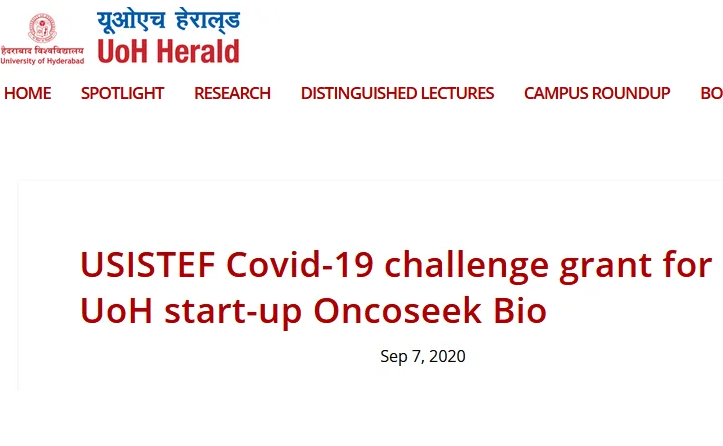 यूओएच हेराल्ड
हैदराबाद विश्वविद्यालय
University of Hyderabad
UoH Herald
HOME SPOTLIGHT RESEARCH DISTINGUISHED LECTURES CAMPUS ROUNDUP BO
USISTEF Covid-19 challenge grant for
UoH start-up Oncoseek Bio
Sep 7, 2020